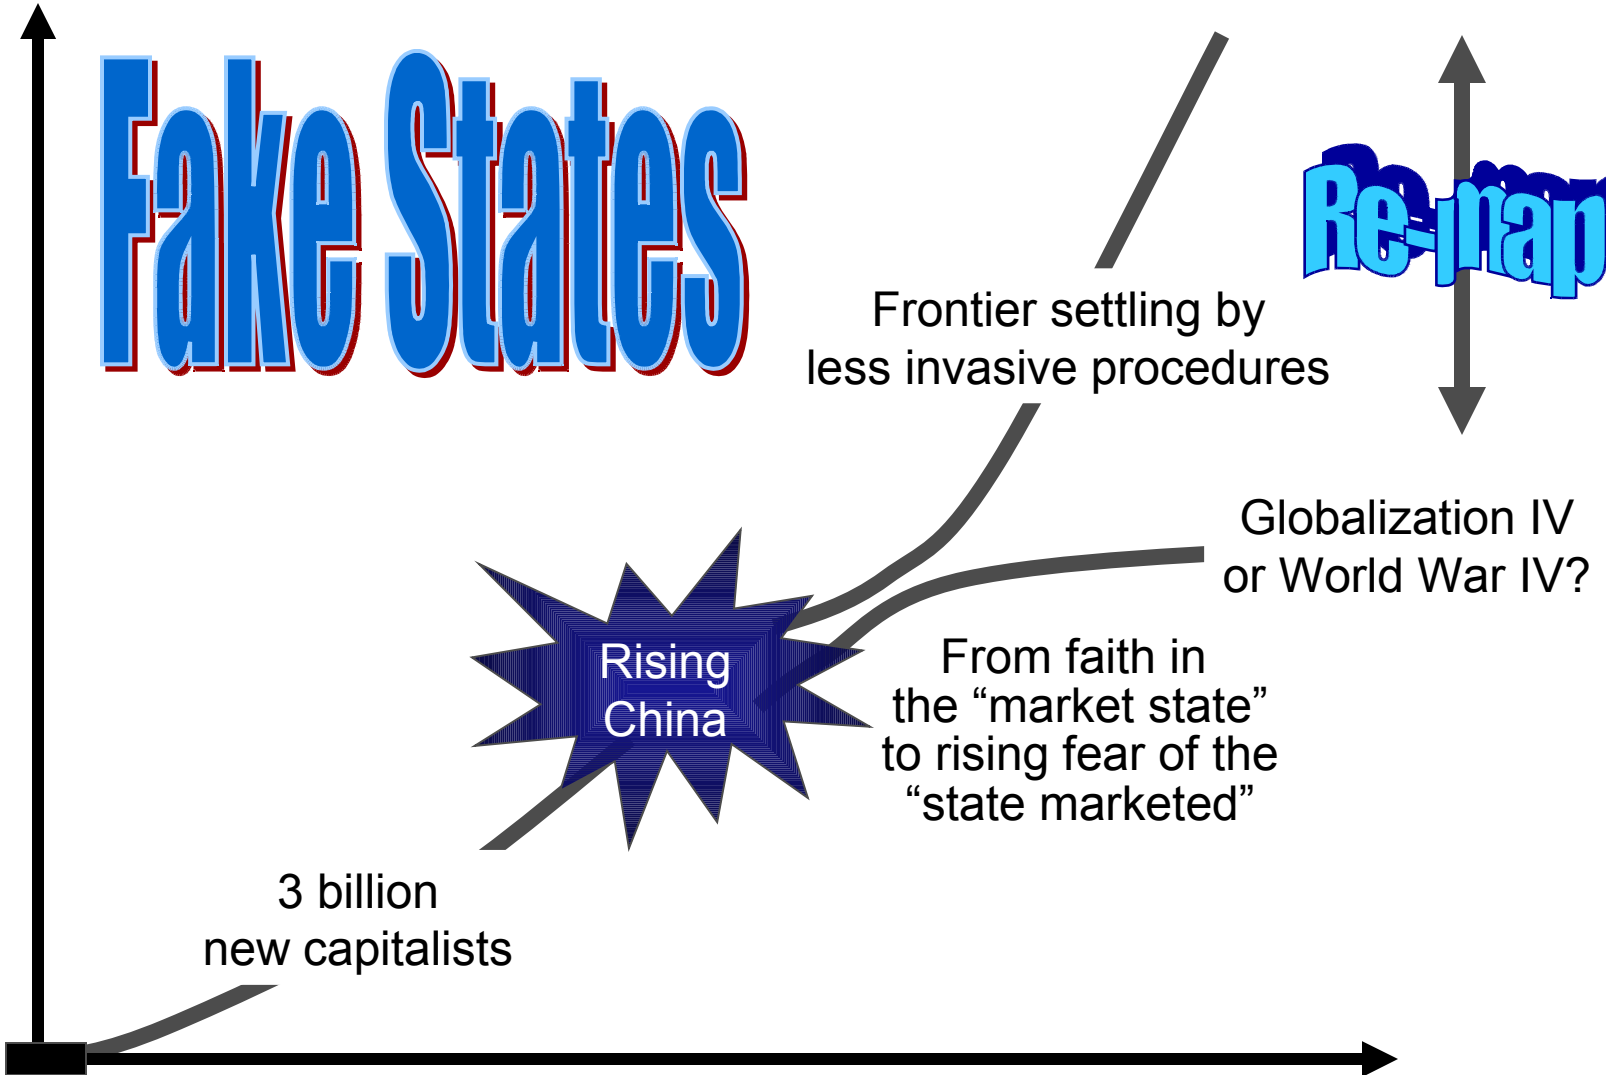 Fake States
Re-map
Frontier settling by
less invasive procedures
Globalization IV
or World War IV?
Rising
China
From faith in
the “market state”
to rising fear of the
“state marketed”
3 billion
new capitalists